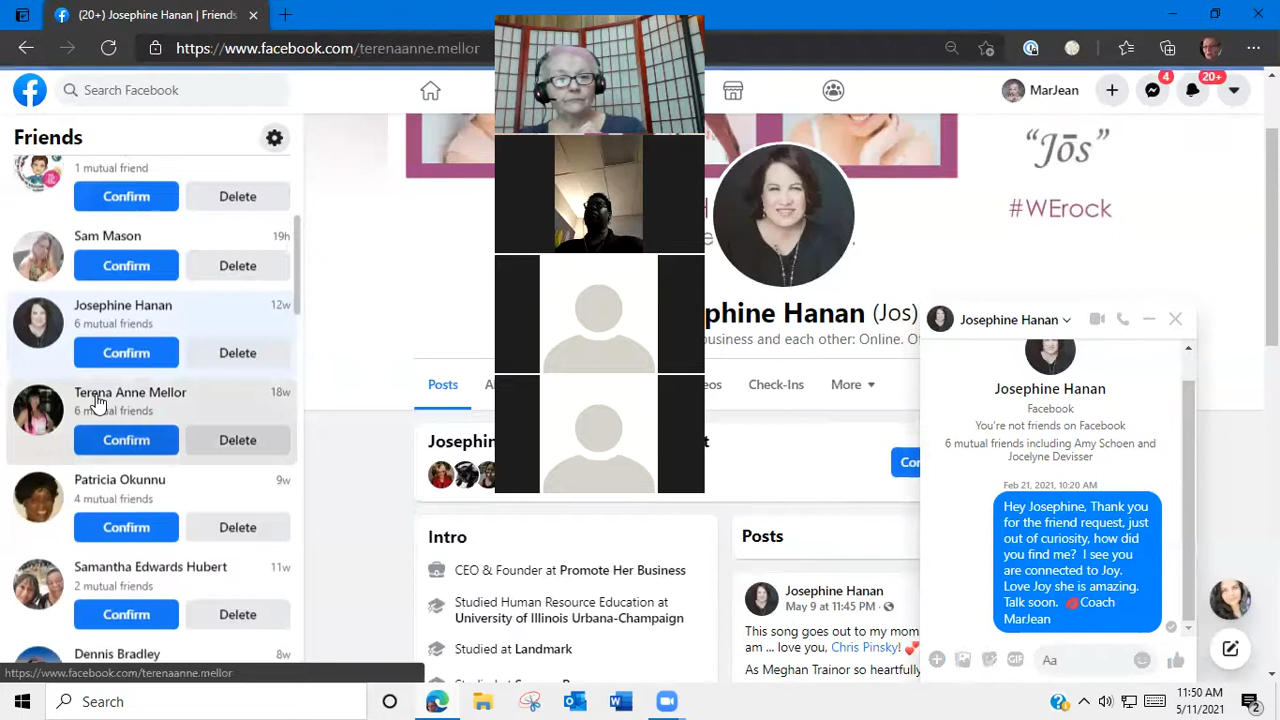 (20+) Josephine Hanan | Friends
https://www.facebook.com/terenaanne.mellor
Search Facebook
MarJean
4
20+
Friends
1 mutual friend
Confirm
Delete
Sam Mason
19h
Confirm
Delete
Josephine Hanan
12w
6 mutual friends
Confirm
Delete
Terena Anne Mellor
18w
6 mutual friends
Confirm
Delete
Patricia Okunnu
9w
4 mutual friends
Confirm
Delete
Samantha Edwards Hubert
11w
2 mutual friends
Confirm
Delete
Dennis Bradley
8w
https://www.facebook.com/terenaanne.mellor
"Jōs"
#WErock
phine Hanan (Jos)
business and each other: Online. O
Posts
A
os
Check-Ins
More
Josephin
t
Con
Intro
CEO & Founder at Promote Her Business
Studied Human Resource Education at
University of Illinois Urbana-Champaign
Studied at Landmark
Posts
Josephine Hanan
May 9 at 11:45 PM
This song goes out to my mom
am ... love you, Chris Pinsky!
As Meghan Trainor so heartfully
Josephine Hanan
Josephine Hanan
Facebook
You're not friends on Facebook
6 mutual friends including Amy Schoen and
Jocelyne Devisser
Feb 21, 2021, 10:20 AM
Hey Josephine, Thank you
for the friend request, just
out of curiosity, how did
you find me? I see you
are connected to Joy.
Love Joy she is amazing.
Talk soon. 💋Coach
MarJean
GIF
Aa
Search
11:50 AM
5/11/2021
2